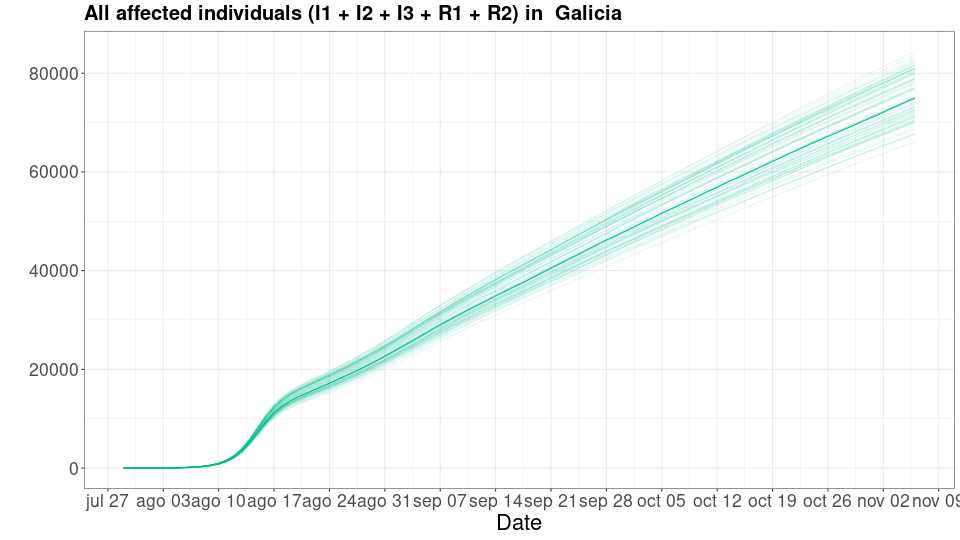 All affected individuals (I1 + I2 + I3 + R1 + R2) in  Galicia
80000
60000
40000
20000
0
jul 27 ago 03 ago 10 ago 17 ago 24 ago 31 sep 07 sep 14 sep 21 sep 28 oct 05 oct 12 oct 19 oct 26 nov 02 nov 09
Date